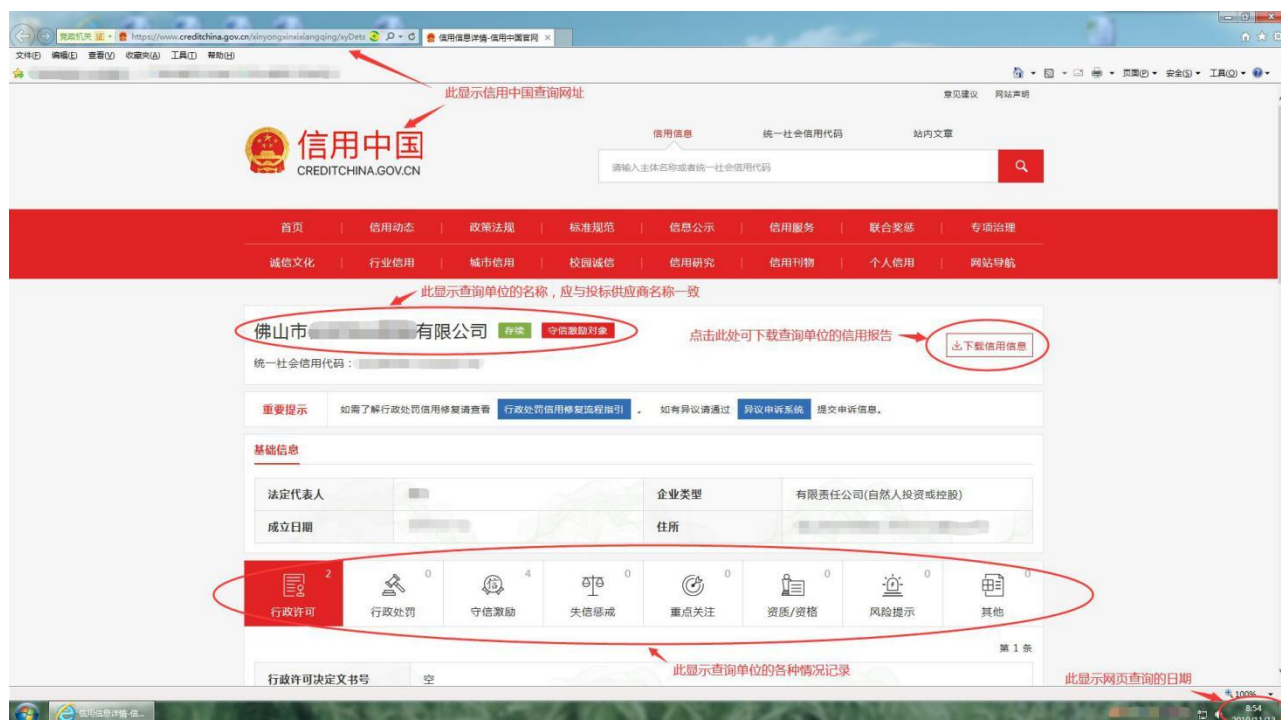 党政机关 https://www.creditchina.gov.cn/xinyongxinxixiangqing/xyDeta 信用信息详情-信用中国官网 ×
文件(F) 编辑(E) 查看(V) 收藏夹(A) 工具(T) 帮助(H)
页面(P) 安全(S) 工具(O)
此显示信用中国查询网址
意见建议 网站声明
信用信息 统一社会信用代码 站内文章
信用中国
CREDITCHINA.GOV.CN
请输入主体名称或者统一社会信用代码
首页 | 信用动态 | 政策法规 | 标准规范 | 信息公示 | 信用服务 | 联合奖惩 | 专项治理
诚信文化 | 行业信用 | 城市信用 | 校园诚信 | 信用研究 | 信用刊物 | 个人信用 | 网站导航
此显示查询单位的名称，应与投标供应商名称一致
佛山市 有限公司 存续 守信激励对象
点击此处可下载查询单位的信用报告
下载信用信息
统一社会信用代码：
重要提示 如需了解行政处罚信用修复请查看 行政处罚信用修复流程指引 。 如有异议请通过 异议申诉系统 提交申诉信息。
基础信息
法定代表人 企业类型 有限责任公司(自然人投资或控股)
成立日期 住所
2 0 4 0 0 0 0 0
行政许可 行政处罚 守信激励 失信惩戒 重点关注 资质/资格 风险提示 其他
第 1 条
此显示查询单位的各种情况记录
行政许可决定文书号 空
此显示网页查询的日期
100%
信用信息详情-信...
8:54